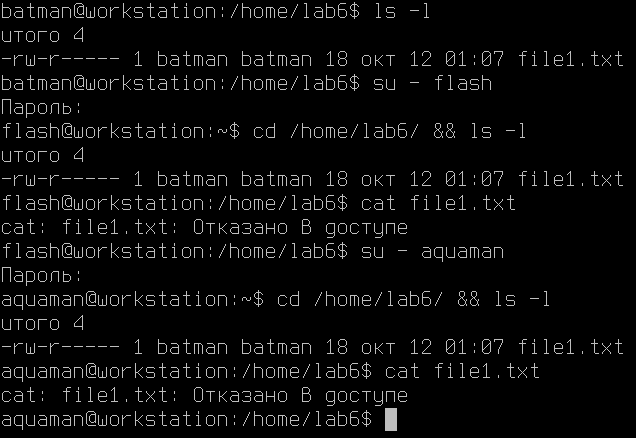 batman@workstation:/home/lab6$ ls -l
итого 4
-rw-r----- 1 batman batman 18 окт 12 01:07 file1.txt
batman@workstation:/home/lab6$ su - flash
Пароль:
flash@workstation:~$ cd /home/lab6/ && ls -l
итого 4
-rw-r----- 1 batman batman 18 окт 12 01:07 file1.txt
flash@workstation:/home/lab6$ cat file1.txt
cat: file1.txt: Отказано в доступе
flash@workstation:/home/lab6$ su - aquaman
Пароль:
aquaman@workstation:~$ cd /home/lab6/ && ls -l
итого 4
-rw-r----- 1 batman batman 18 окт 12 01:07 file1.txt
aquaman@workstation:/home/lab6$ cat file1.txt
cat: file1.txt: Отказано в доступе
aquaman@workstation:/home/lab6$